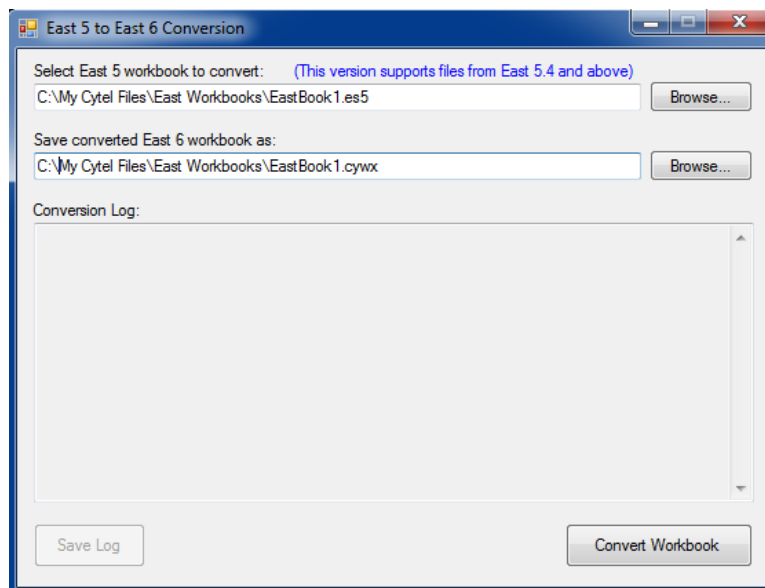 East 5 to East 6 Conversion
Select East 5 workbook to convert: (This version supports files from East 5.4 and above)
C:\My Cytel Files\East Workbooks\EastBook1.es5 Browse...
Save converted East 6 workbook as:
C:\My Cytel Files\East Workbooks\EastBook1.cywx Browse...
Conversion Log:
Save Log Convert Workbook